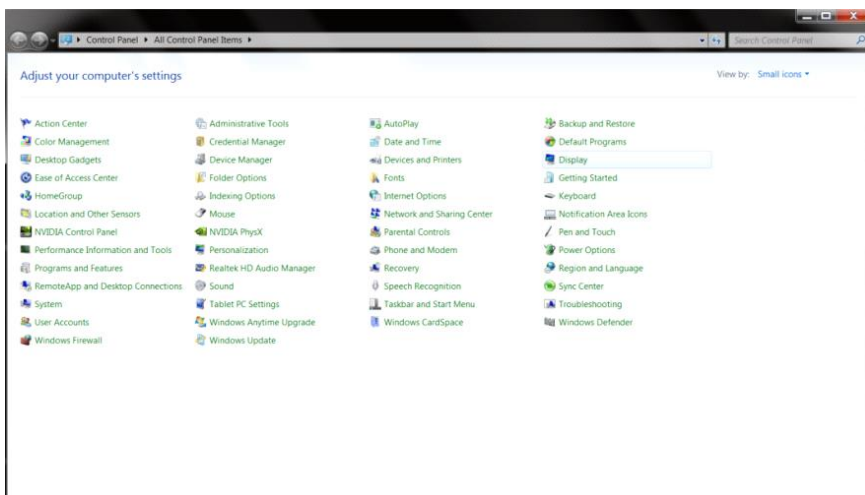 Control Panel All Control Panel Items Search Control Panel
Adjust your computer's settings View by: Small icons
Action Center Administrative Tools AutoPlay Backup and Restore
Color Management Credential Manager Date and Time Default Programs
Desktop Gadgets Device Manager Devices and Printers Display
Ease of Access Center Folder Options Fonts Getting Started
HomeGroup Indexing Options Internet Options Keyboard
Location and Other Sensors Mouse Network and Sharing Center Notification Area Icons
NVIDIA Control Panel NVIDIA PhysX Parental Controls Pen and Touch
Performance Information and Tools Personalization Phone and Modem Power Options
Programs and Features Realtek HD Audio Manager Recovery Region and Language
RemoteApp and Desktop Connections Sound Speech Recognition Sync Center
System Tablet PC Settings Taskbar and Start Menu Troubleshooting
User Accounts Windows Anytime Upgrade Windows CardSpace Windows Defender
Windows Firewall Windows Update